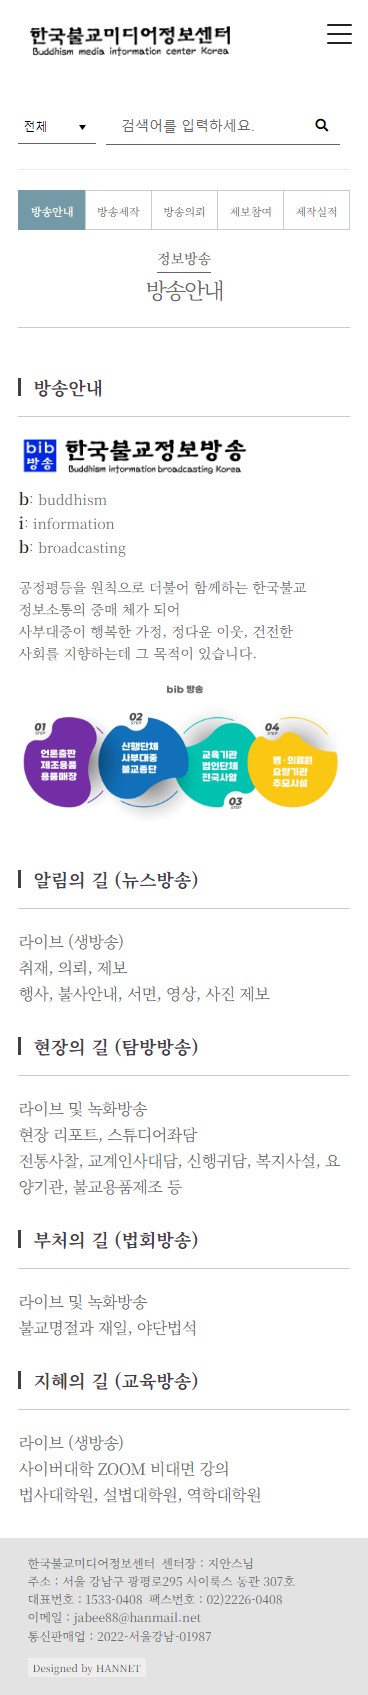 한국불교미디어정보센터
Buddhism media information center Korea
전체
검색어를 입력하세요.
방송안내 방송제작 방송의뢰 제보참여 제작실적
정보방송
방송안내
방송안내
bib 방송
한국불교정보방송
Buddhism information broadcasting Korea
b: buddhism
i: information
b: broadcasting
공정평등을 원칙으로 더불어 함께하는 한국불교
정보소통의 중매 체가 되어
사부대중이 행복한 가정, 정다운 이웃, 건전한
사회를 지향하는데 그 목적이 있습니다.
bib 방송
01 STEP
언론출판
제조용품
용품매장
02 STEP
신행단체
사부대중
불교종단
교육기관
법인단체
전국사암
03 STEP
04 STEP
병·의료원
요양기관
추모시설
알림의 길 (뉴스방송)
라이브 (생방송)
취재, 의뢰, 제보
행사, 불사안내, 서면, 영상, 사진 제보
현장의 길 (탐방방송)
라이브 및 녹화방송
현장 리포트, 스튜디어좌담
전통사찰, 교계인사대담, 신행귀담, 복지사설, 요
양기관, 불교용품제조 등
부처의 길 (법회방송)
라이브 및 녹화방송
불교명절과 재일, 야단법석
지혜의 길 (교육방송)
라이브 (생방송)
사이버대학 ZOOM 비대면 강의
법사대학원, 설법대학원, 역학대학원
한국불교미디어정보센터 센터장 : 지안스님
주소 : 서울 강남구 광평로295 사이룩스 동관 307호
대표번호 : 1533-0408 팩스번호 : 02)2226-0408
이메일 : jabee88@hanmail.net
통신판매업 : 2022-서울강남-01987
Designed by HANNET